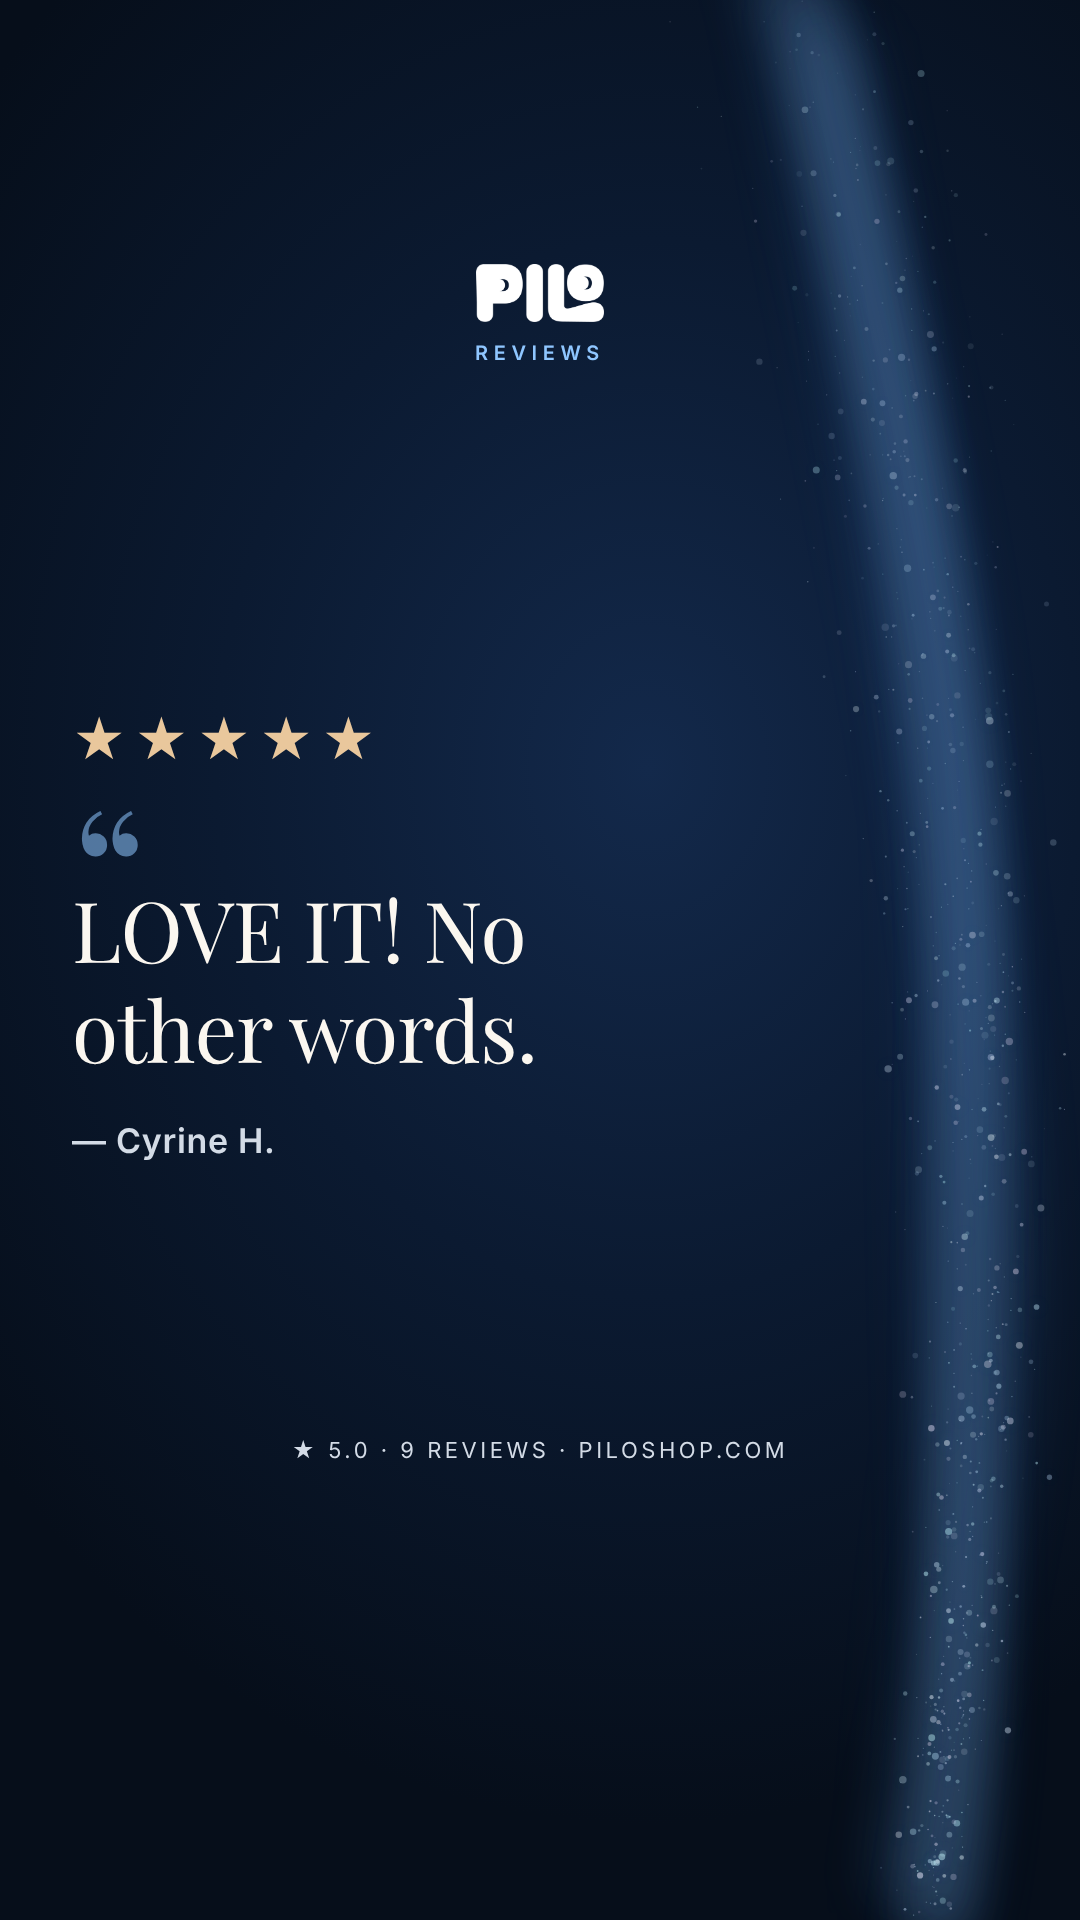 PILO
REVIEWS
★★★★★
“
LOVE IT! No
other words.
— Cyrine H.
★ 5.0 · 9 REVIEWS · PILOSHOP.COM